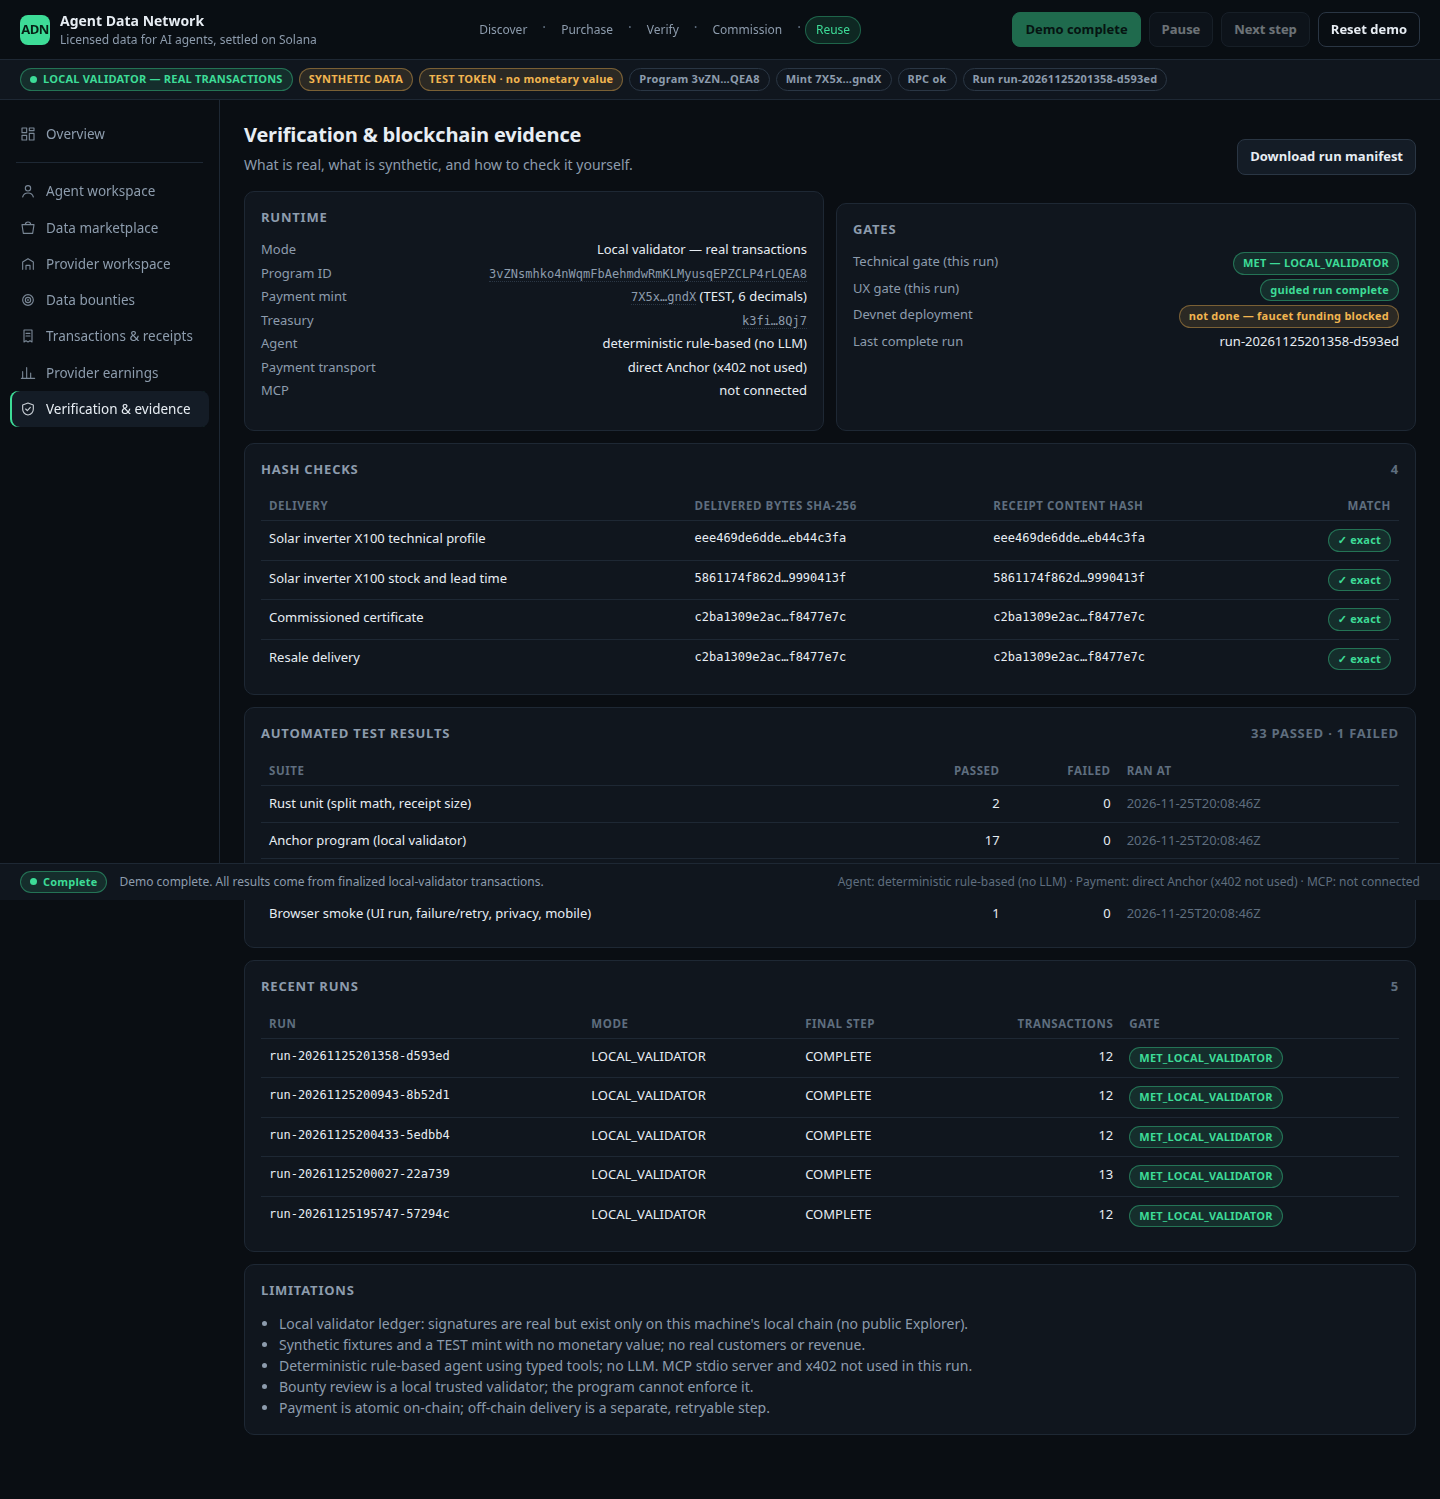 ADN
Agent Data Network
Licensed data for AI agents, settled on Solana
Discover · Purchase · Verify · Commission · Reuse
Demo complete
Pause
Next step
Reset demo
LOCAL VALIDATOR — REAL TRANSACTIONS
SYNTHETIC DATA
TEST TOKEN · no monetary value
Program 3vZN…QEA8
Mint 7X5x…gndX
RPC ok
Run run-20261125201358-d593ed
Overview
Agent workspace
Data marketplace
Provider workspace
Data bounties
Transactions & receipts
Provider earnings
Verification & evidence
Verification & blockchain evidence
What is real, what is synthetic, and how to check it yourself.
Download run manifest
RUNTIME
Mode Local validator — real transactions
Program ID 3vZNsmhko4nWqmFbAehmdwRmKLMyusqEPZCLP4rLQEA8
Payment mint 7X5x…gndX (TEST, 6 decimals)
Treasury k3fi…8Qj7
Agent deterministic rule-based (no LLM)
Payment transport direct Anchor (x402 not used)
MCP not connected
GATES
Technical gate (this run) MET — LOCAL_VALIDATOR
UX gate (this run) guided run complete
Devnet deployment not done — faucet funding blocked
Last complete run run-20261125201358-d593ed
HASH CHECKS 4
DELIVERY DELIVERED BYTES SHA-256 RECEIPT CONTENT HASH MATCH
Solar inverter X100 technical profile eee469de6dde…eb44c3fa eee469de6dde…eb44c3fa ✓ exact
Solar inverter X100 stock and lead time 5861174f862d…9990413f 5861174f862d…9990413f ✓ exact
Commissioned certificate c2ba1309e2ac…f8477e7c c2ba1309e2ac…f8477e7c ✓ exact
Resale delivery c2ba1309e2ac…f8477e7c c2ba1309e2ac…f8477e7c ✓ exact
AUTOMATED TEST RESULTS 33 PASSED · 1 FAILED
SUITE PASSED FAILED RAN AT
Rust unit (split math, receipt size) 2 0 2026-11-25T20:08:46Z
Anchor program (local validator) 17 0 2026-11-25T20:08:46Z
Complete Demo complete. All results come from finalized local-validator transactions. Agent: deterministic rule-based (no LLM) · Payment: direct Anchor (x402 not used) · MCP: not connected
Browser smoke (UI run, failure/retry, privacy, mobile) 1 0 2026-11-25T20:08:46Z
RECENT RUNS 5
RUN MODE FINAL STEP TRANSACTIONS GATE
run-20261125201358-d593ed LOCAL_VALIDATOR COMPLETE 12 MET_LOCAL_VALIDATOR
run-20261125200943-8b52d1 LOCAL_VALIDATOR COMPLETE 12 MET_LOCAL_VALIDATOR
run-20261125200433-5edbb4 LOCAL_VALIDATOR COMPLETE 12 MET_LOCAL_VALIDATOR
run-20261125200027-22a739 LOCAL_VALIDATOR COMPLETE 13 MET_LOCAL_VALIDATOR
run-20261125195747-57294c LOCAL_VALIDATOR COMPLETE 12 MET_LOCAL_VALIDATOR
LIMITATIONS
• Local validator ledger: signatures are real but exist only on this machine's local chain (no public Explorer).
• Synthetic fixtures and a TEST mint with no monetary value; no real customers or revenue.
• Deterministic rule-based agent using typed tools; no LLM. MCP stdio server and x402 not used in this run.
• Bounty review is a local trusted validator; the program cannot enforce it.
• Payment is atomic on-chain; off-chain delivery is a separate, retryable step.